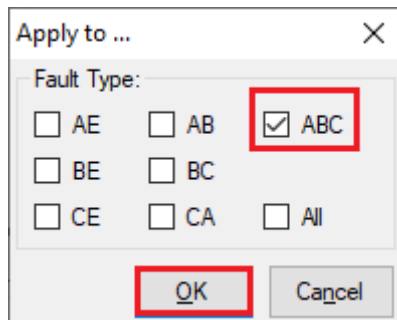 Apply to ...
Fault Type:
AE AB ABC
BE BC
CE CA All
OK Cancel